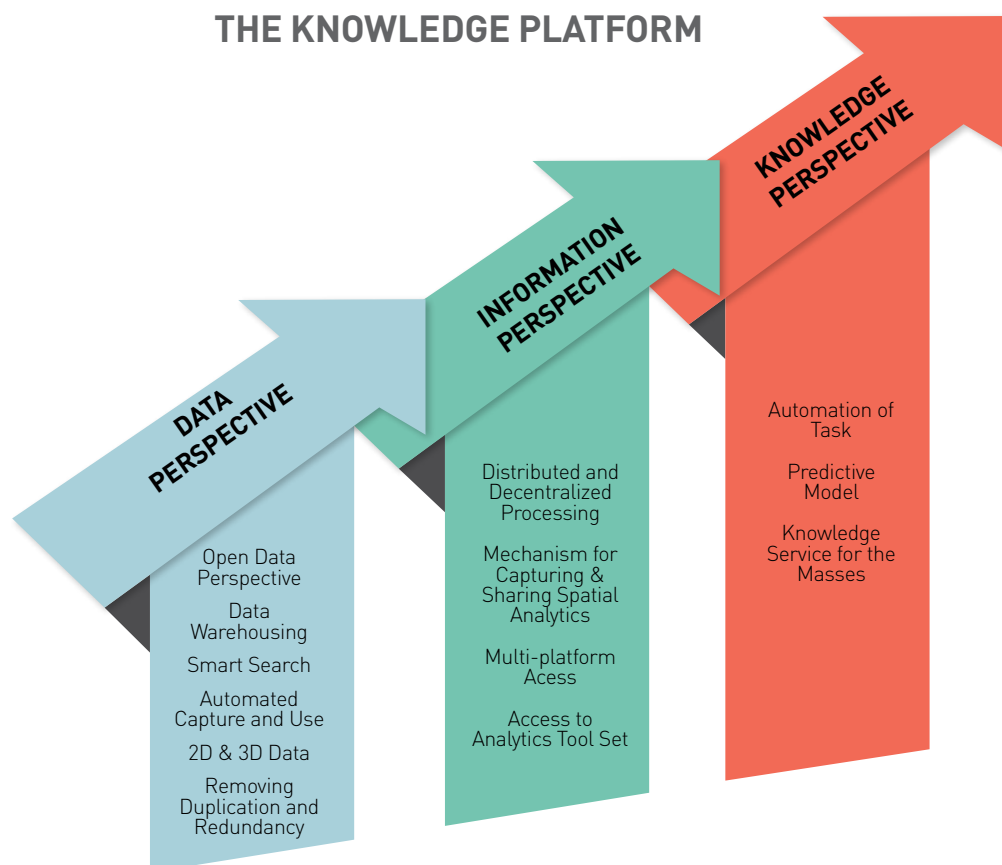 THE KNOWLEDGE PLATFORM
DATA
PERSPECTIVE
Open Data
Perspective
Data
Warehousing
Smart Search
Automated
Capture and Use
2D & 3D Data
Removing
Duplication and
Redundancy
INFORMATION
PERSPECTIVE
Distributed and
Decentralized
Processing
Mechanism for
Capturing &
Sharing Spatial
Analytics
Multi-platform
Acess
Access to
Analytics Tool Set
KNOWLEDGE
PERSPECTIVE
Automation of
Task
Predictive
Model
Knowledge
Service for the
Masses